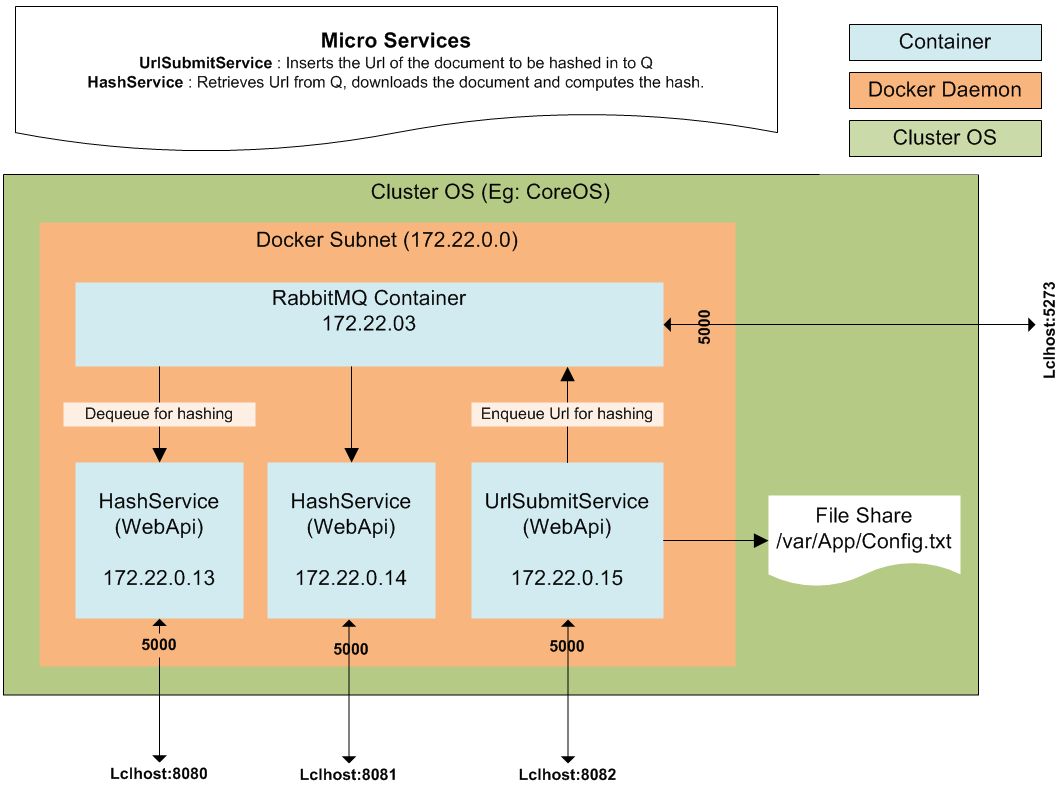 Micro Services
UrlSubmitService : Inserts the Url of the document to be hashed in to Q
HashService : Retrieves Url from Q, downloads the document and computes the hash.
Container
Docker Daemon
Cluster OS
Cluster OS (Eg: CoreOS)
Docker Subnet (172.22.0.0)
RabbitMQ Container
172.22.03
5000
Lclhost:5273
Dequeue for hashing
Enqueue Url for hashing
HashService
(WebApi)
172.22.0.13
HashService
(WebApi)
172.22.0.14
UrlSubmitService
(WebApi)
172.22.0.15
File Share
/var/App/Config.txt
5000
5000
5000
Lclhost:8080
Lclhost:8081
Lclhost:8082